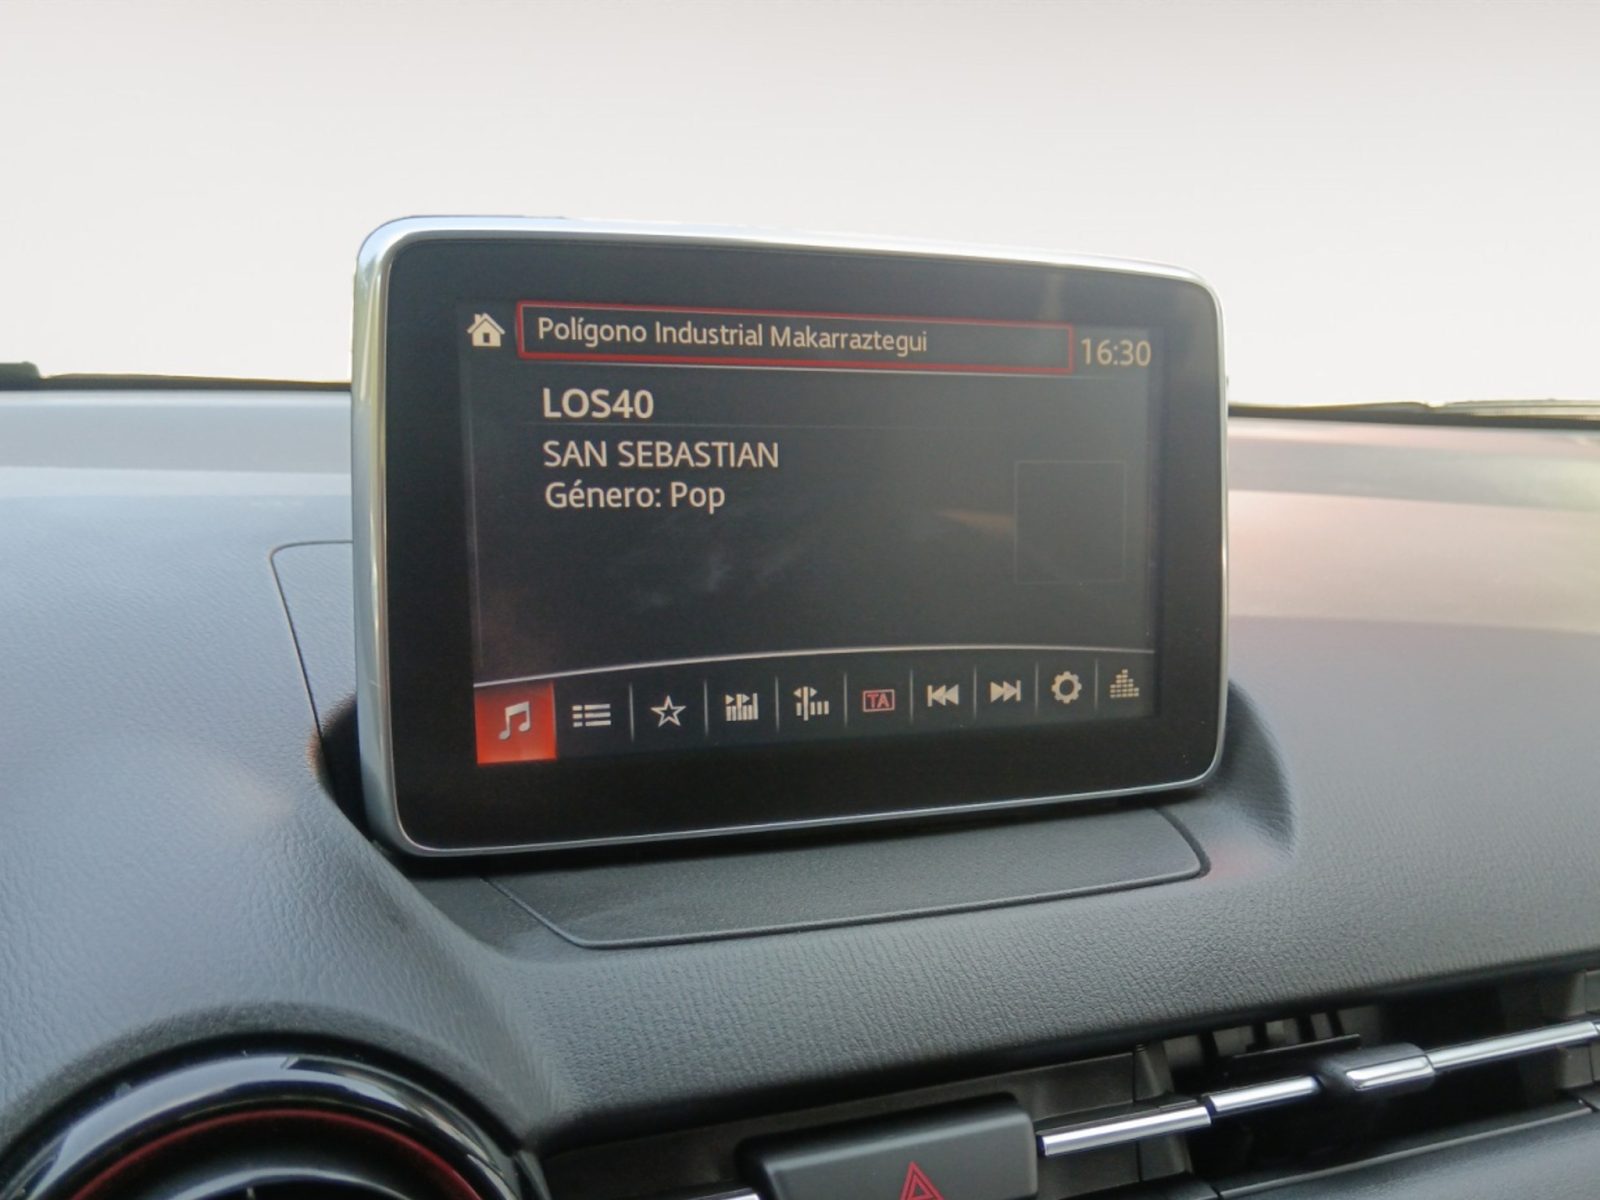 Polígono Industrial Makarraztegui
16:30
LOS40
SAN SEBASTIAN
Género: Pop
TA